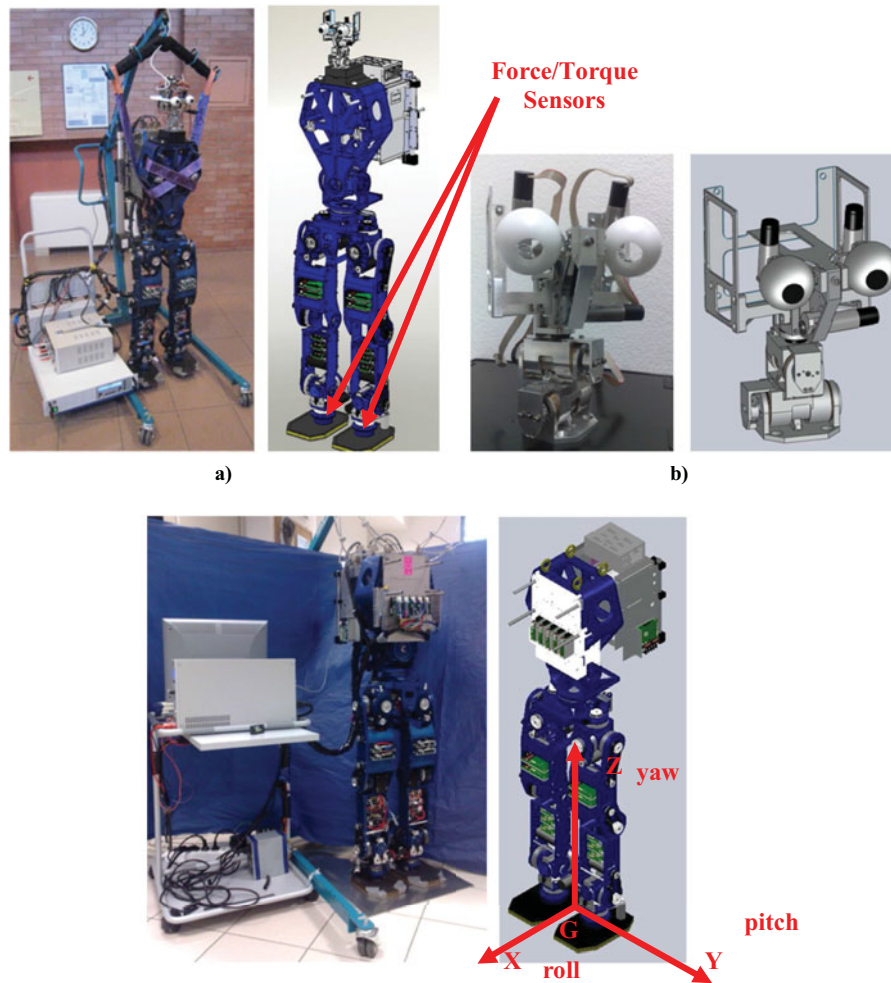 Force/Torque
Sensors
a)
b)
Z yaw
G
pitch
X
Y
roll